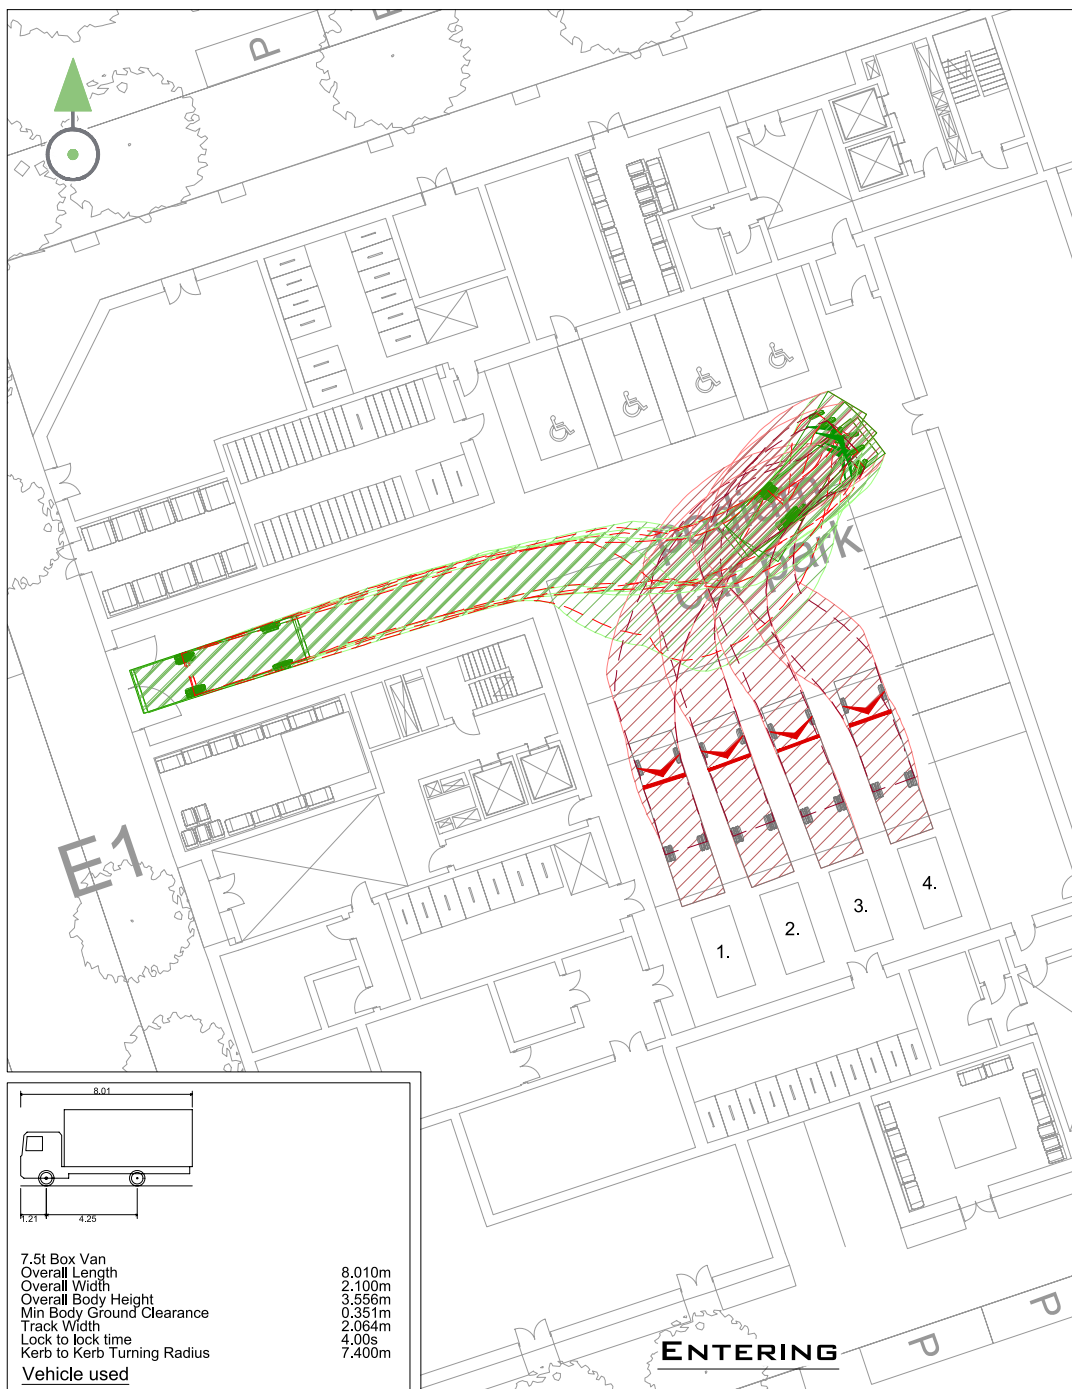 P
E
podium
car park
E1
1.
2.
3.
4.
8.01
1.21
4.25
7.5t Box Van
Overall Length 8.010m
Overall Width 2.100m
Overall Body Height 3.556m
Min Body Ground Clearance 0.351m
Track Width 2.064m
Lock to lock time 4.00s
Kerb to Kerb Turning Radius 7.400m
Vehicle used
ENTERING
P
P